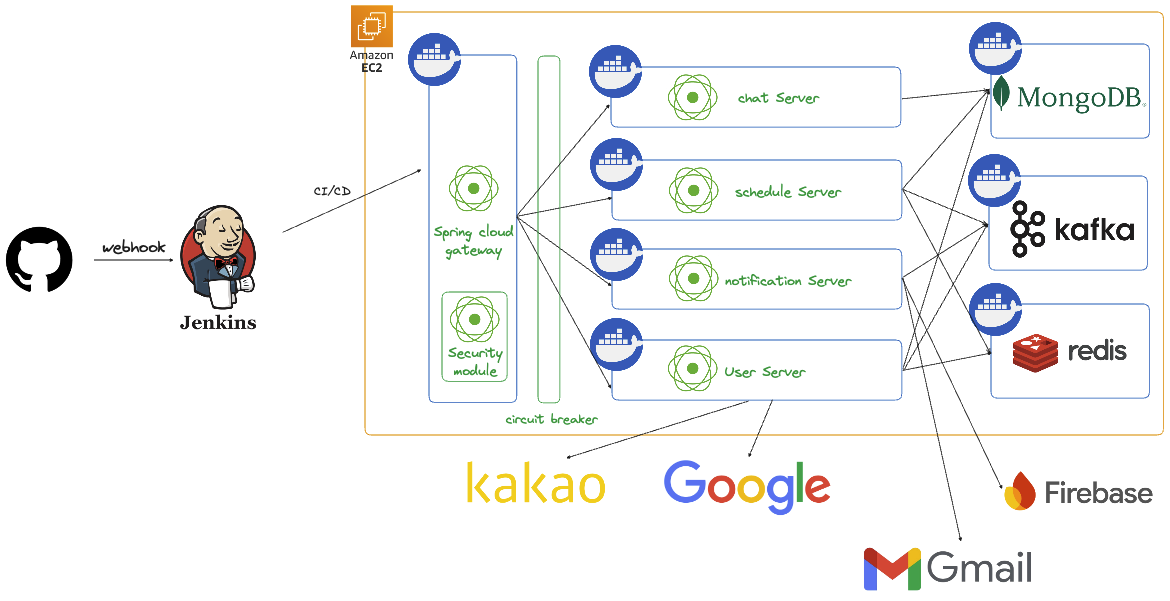 Amazon
EC2
chat Server
MongoDB®
CI/CD
schedule Server
webhook
Spring cloud
gateway
kafka
notification Server
Jenkins
Security
module
User Server
redis
circuit breaker
kakao
Google
Firebase
Gmail